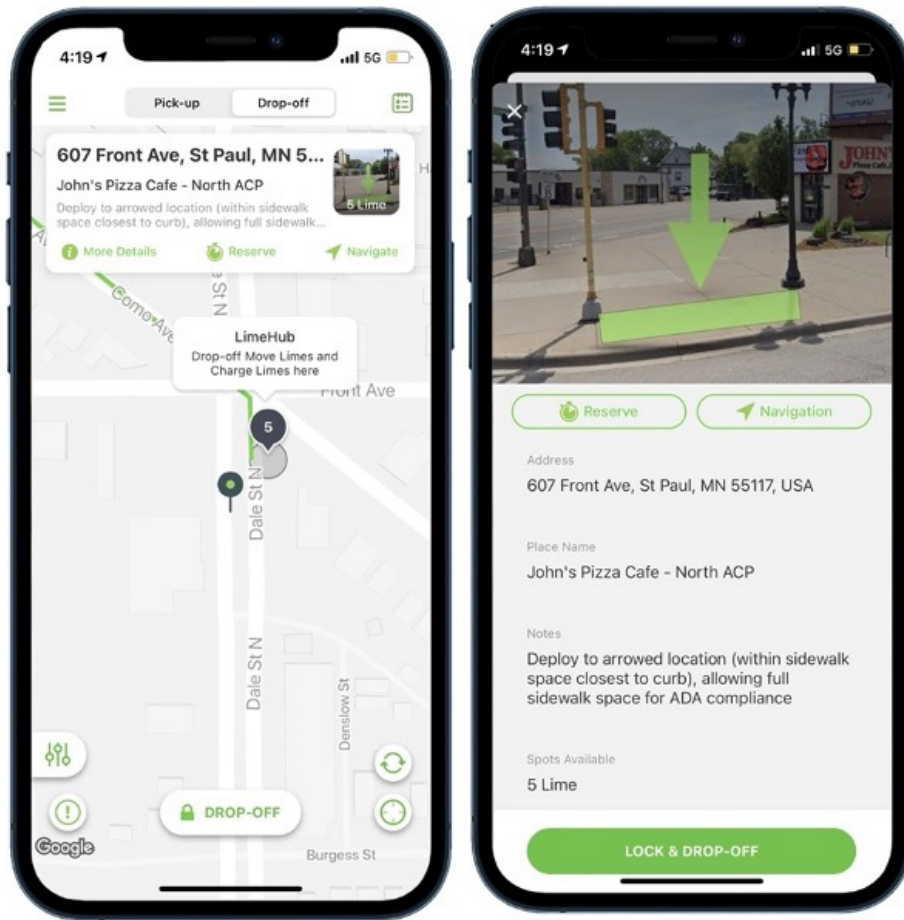 4:19
5G
Pick-up
Drop-off
607 Front Ave, St Paul, MN 5...
John's Pizza Cafe - North ACP
Deploy to arrowed location (within sidewalk
space closest to curb), allowing full sidewalk...
5 Lime
More Details
Reserve
Navigate
Como Ave
LimeHub
Drop-off Move Limes and
Charge Limes here
Front Ave
5
Dale St N
Dale St N
Denslow St
DROP-OFF
Google
Burgess St
4:19
5G
JOHN'S
Reserve
Navigation
Address
607 Front Ave, St Paul, MN 55117, USA
Place Name
John's Pizza Cafe - North ACP
Notes
Deploy to arrowed location (within sidewalk
space closest to curb), allowing full
sidewalk space for ADA compliance
Spots Available
5 Lime
LOCK & DROP-OFF